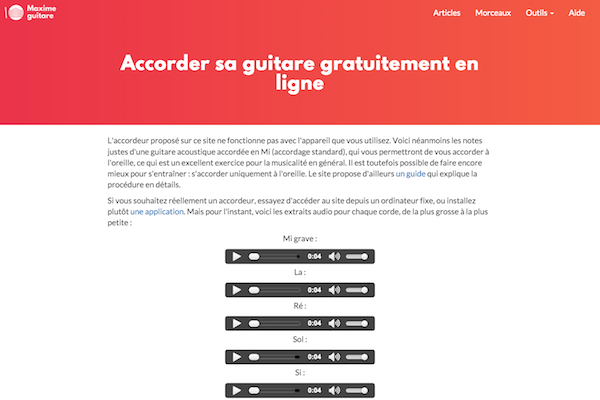 Maxime
guitare
Articles Morceaux Outils Aide
Accorder sa guitare gratuitement en
ligne
L'accordeur proposé sur ce site ne fonctionne pas avec l'appareil que vous utilisez. Voici néanmoins les notes
justes d'une guitare acoustique accordée en Mi (accordage standard), qui vous permettront de vous accorder à
l'oreille, ce qui est un excellent exercice pour la musicalité en général. Il est toutefois possible de faire encore
mieux pour s'entraîner : s'accorder uniquement à l'oreille. Le site propose d'ailleurs un guide qui explique la
procédure en détails.
Si vous souhaitez réellement un accordeur, essayez d'accéder au site depuis un ordinateur fixe, ou installez
plutôt une application. Mais pour l'instant, voici les extraits audio pour chaque corde, de la plus grosse à la plus
petite :
Mi grave :
0:04
La :
0:04
Ré :
0:04
Sol :
0:04
Si :
0:04